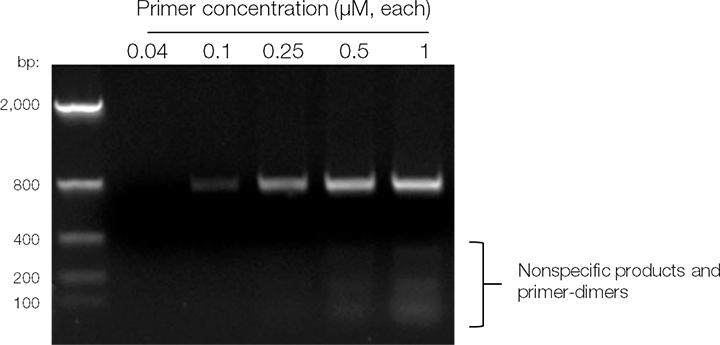 Primer concentration (µM, each)
bp: 0.04 0.1 0.25 0.5 1
2,000
800
400
200
100
Nonspecific products and
primer-dimers